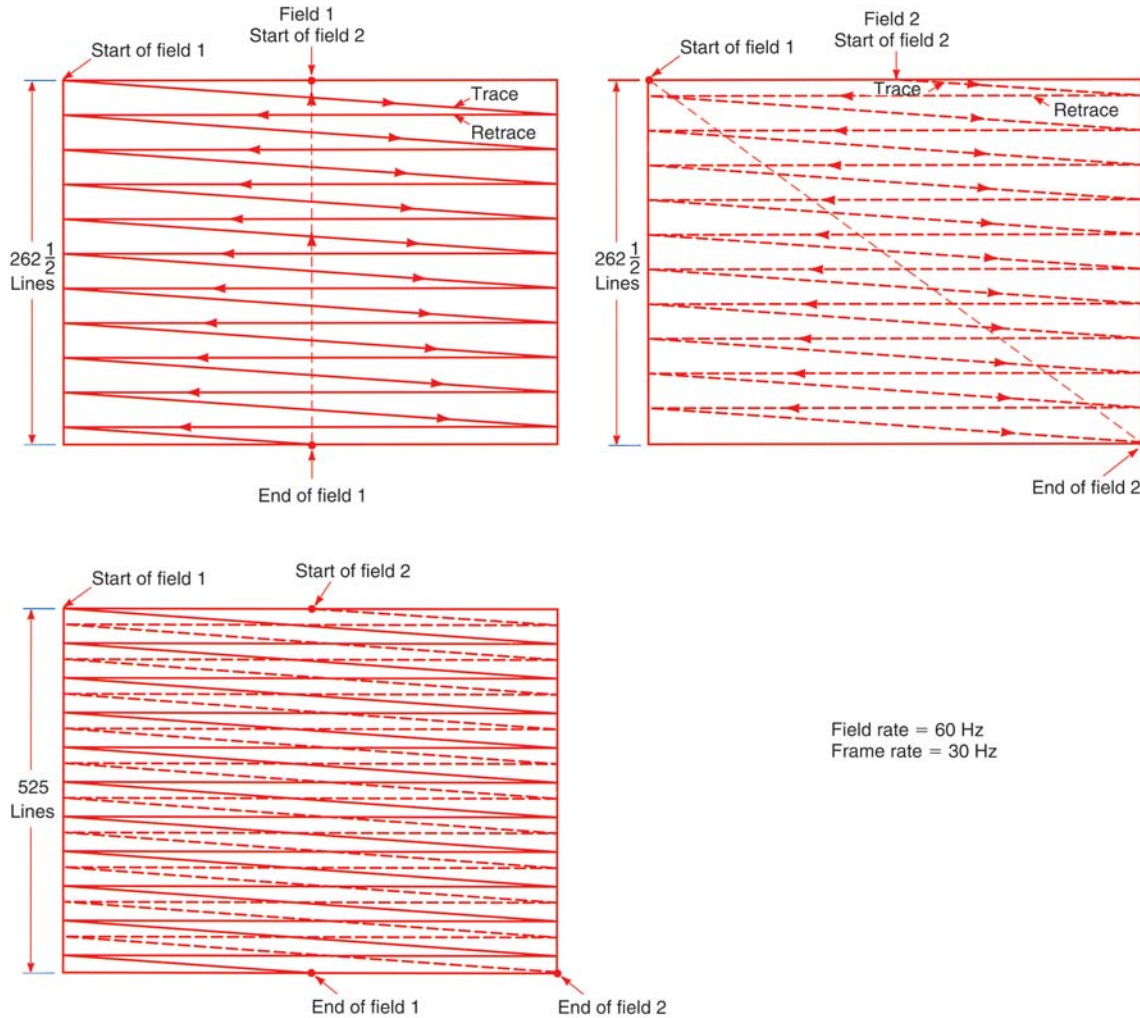 Field 1
Start of field 2
Start of field 1
Trace
Retrace
262 1/2
Lines
End of field 1
Field 2
Start of field 2
Start of field 1
Trace
Retrace
262 1/2
Lines
End of field 2
Start of field 1
Start of field 2
525
Lines
End of field 1
End of field 2
Field rate = 60 Hz
Frame rate = 30 Hz